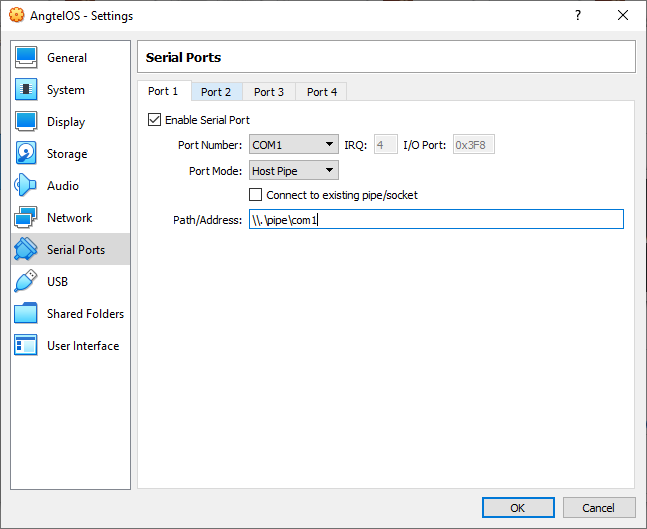 AngtelOS - Settings
?
General
System
Display
Storage
Audio
Network
Serial Ports
USB
Shared Folders
User Interface
Serial Ports
Port 1 Port 2 Port 3 Port 4
Enable Serial Port
Port Number: COM1 IRQ: 4 I/O Port: 0x3F8
Port Mode: Host Pipe
Connect to existing pipe/socket
Path/Address: \\.\pipe\com1
OK Cancel